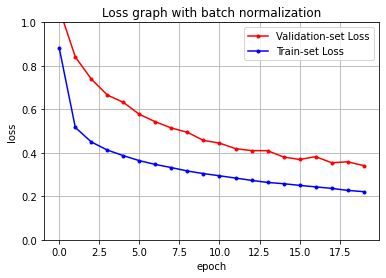 Loss graph with batch normalization
Validation-set Loss
Train-set Loss
loss
1.0
0.8
0.6
0.4
0.2
0.0
0.0 2.5 5.0 7.5 10.0 12.5 15.0 17.5
epoch